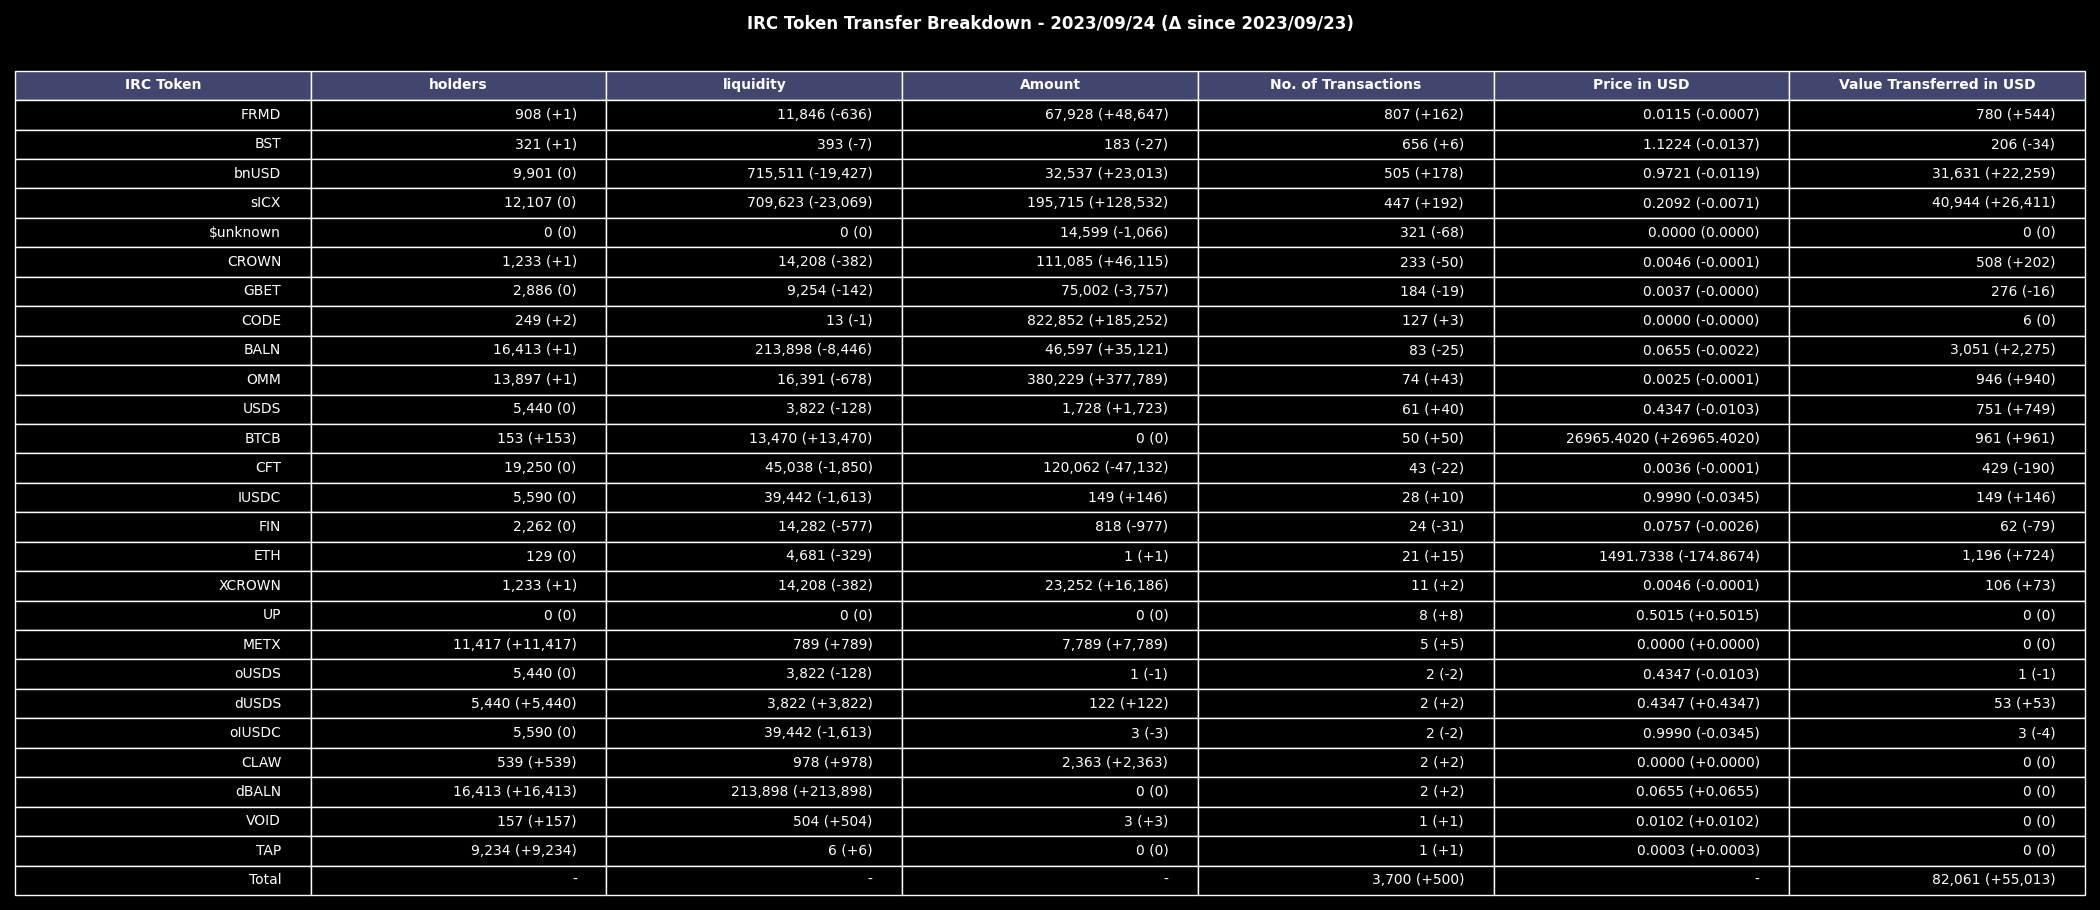 IRC Token Transfer Breakdown - 2023/09/24 (Δ since 2023/09/23)
IRC Token holders liquidity Amount No. of Transactions Price in USD Value Transferred in USD
FRMD 908 (+1) 11,846 (-636) 67,928 (+48,647) 807 (+162) 0.0115 (-0.0007) 780 (+544)
BST 321 (+1) 393 (-7) 183 (-27) 656 (+6) 1.1224 (-0.0137) 206 (-34)
bnUSD 9,901 (0) 715,511 (-19,427) 32,537 (+23,013) 505 (+178) 0.9721 (-0.0119) 31,631 (+22,259)
sICX 12,107 (0) 709,623 (-23,069) 195,715 (+128,532) 447 (+192) 0.2092 (-0.0071) 40,944 (+26,411)
$unknown 0 (0) 0 (0) 14,599 (-1,066) 321 (-68) 0.0000 (0.0000) 0 (0)
CROWN 1,233 (+1) 14,208 (-382) 111,085 (+46,115) 233 (-50) 0.0046 (-0.0001) 508 (+202)
GBET 2,886 (0) 9,254 (-142) 75,002 (-3,757) 184 (-19) 0.0037 (-0.0000) 276 (-16)
CODE 249 (+2) 13 (-1) 822,852 (+185,252) 127 (+3) 0.0000 (-0.0000) 6 (0)
BALN 16,413 (+1) 213,898 (-8,446) 46,597 (+35,121) 83 (-25) 0.0655 (-0.0022) 3,051 (+2,275)
OMM 13,897 (+1) 16,391 (-678) 380,229 (+377,789) 74 (+43) 0.0025 (-0.0001) 946 (+940)
USDS 5,440 (0) 3,822 (-128) 1,728 (+1,723) 61 (+40) 0.4347 (-0.0103) 751 (+749)
BTCB 153 (+153) 13,470 (+13,470) 0 (0) 50 (+50) 26965.4020 (+26965.4020) 961 (+961)
CFT 19,250 (0) 45,038 (-1,850) 120,062 (-47,132) 43 (-22) 0.0036 (-0.0001) 429 (-190)
IUSDC 5,590 (0) 39,442 (-1,613) 149 (+146) 28 (+10) 0.9990 (-0.0345) 149 (+146)
FIN 2,262 (0) 14,282 (-577) 818 (-977) 24 (-31) 0.0757 (-0.0026) 62 (-79)
ETH 129 (0) 4,681 (-329) 1 (+1) 21 (+15) 1491.7338 (-174.8674) 1,196 (+724)
XCROWN 1,233 (+1) 14,208 (-382) 23,252 (+16,186) 11 (+2) 0.0046 (-0.0001) 106 (+73)
UP 0 (0) 0 (0) 0 (0) 8 (+8) 0.5015 (+0.5015) 0 (0)
METX 11,417 (+11,417) 789 (+789) 7,789 (+7,789) 5 (+5) 0.0000 (+0.0000) 0 (0)
oUSDS 5,440 (0) 3,822 (-128) 1 (-1) 2 (-2) 0.4347 (-0.0103) 1 (-1)
dUSDS 5,440 (+5,440) 3,822 (+3,822) 122 (+122) 2 (+2) 0.4347 (+0.4347) 53 (+53)
oIUSDC 5,590 (0) 39,442 (-1,613) 3 (-3) 2 (-2) 0.9990 (-0.0345) 3 (-4)
CLAW 539 (+539) 978 (+978) 2,363 (+2,363) 2 (+2) 0.0000 (+0.0000) 0 (0)
dBALN 16,413 (+16,413) 213,898 (+213,898) 0 (0) 2 (+2) 0.0655 (+0.0655) 0 (0)
VOID 157 (+157) 504 (+504) 3 (+3) 1 (+1) 0.0102 (+0.0102) 0 (0)
TAP 9,234 (+9,234) 6 (+6) 0 (0) 1 (+1) 0.0003 (+0.0003) 0 (0)
Total - - - 3,700 (+500) - 82,061 (+55,013)